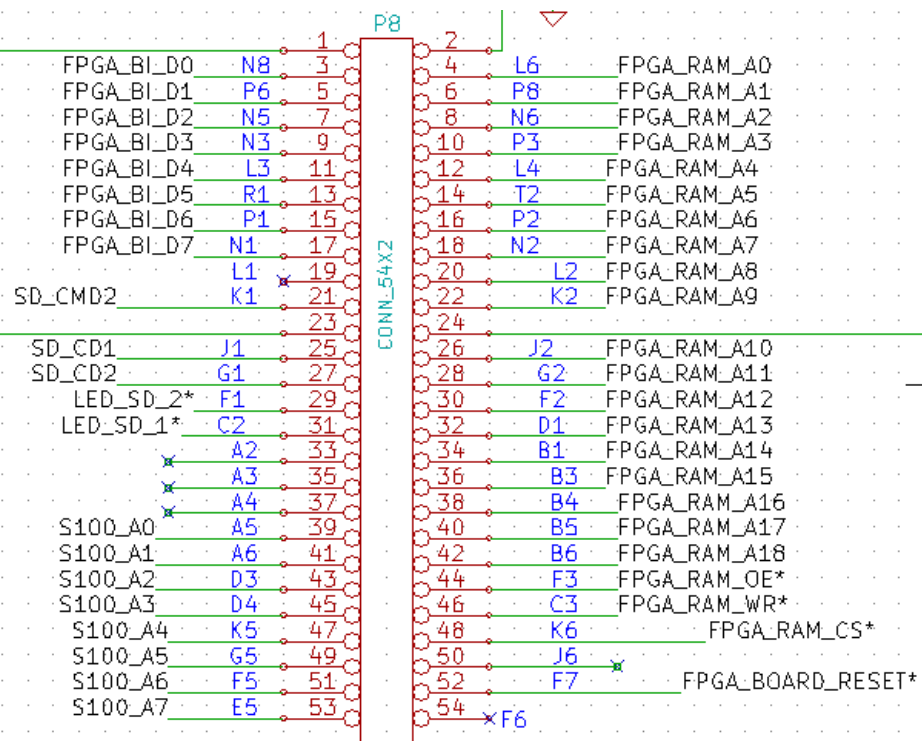 P8
1 2
FPGA_BI_D0 N8 3 4 L6 FPGA_RAM_A0
FPGA_BI_D1 P6 5 6 P8 FPGA_RAM_A1
FPGA_BI_D2 N5 7 8 N6 FPGA_RAM_A2
FPGA_BI_D3 N3 9 10 P3 FPGA_RAM_A3
FPGA_BI_D4 L3 11 12 L4 FPGA_RAM_A4
FPGA_BI_D5 R1 13 14 T2 FPGA_RAM_A5
FPGA_BI_D6 P1 15 16 P2 FPGA_RAM_A6
FPGA_BI_D7 N1 17 18 N2 FPGA_RAM_A7
L1 19 20 L2 FPGA_RAM_A8
SD_CMD2 K1 21 22 K2 FPGA_RAM_A9
CONN_54X2
23 24
SD_CD1 J1 25 26 J2 FPGA_RAM_A10
SD_CD2 G1 27 28 G2 FPGA_RAM_A11
LED_SD_2* F1 29 30 F2 FPGA_RAM_A12
LED_SD_1* C2 31 32 D1 FPGA_RAM_A13
A2 33 34 B1 FPGA_RAM_A14
A3 35 36 B3 FPGA_RAM_A15
A4 37 38 B4 FPGA_RAM_A16
S100_A0 A5 39 40 B5 FPGA_RAM_A17
S100_A1 A6 41 42 B6 FPGA_RAM_A18
S100_A2 D3 43 44 F3 FPGA_RAM_OE*
S100_A3 D4 45 46 C3 FPGA_RAM_WR*
S100_A4 K5 47 48 K6 FPGA_RAM_CS*
S100_A5 G5 49 50 J6
S100_A6 F5 51 52 F7 FPGA_BOARD_RESET*
S100_A7 E5 53 54 F6